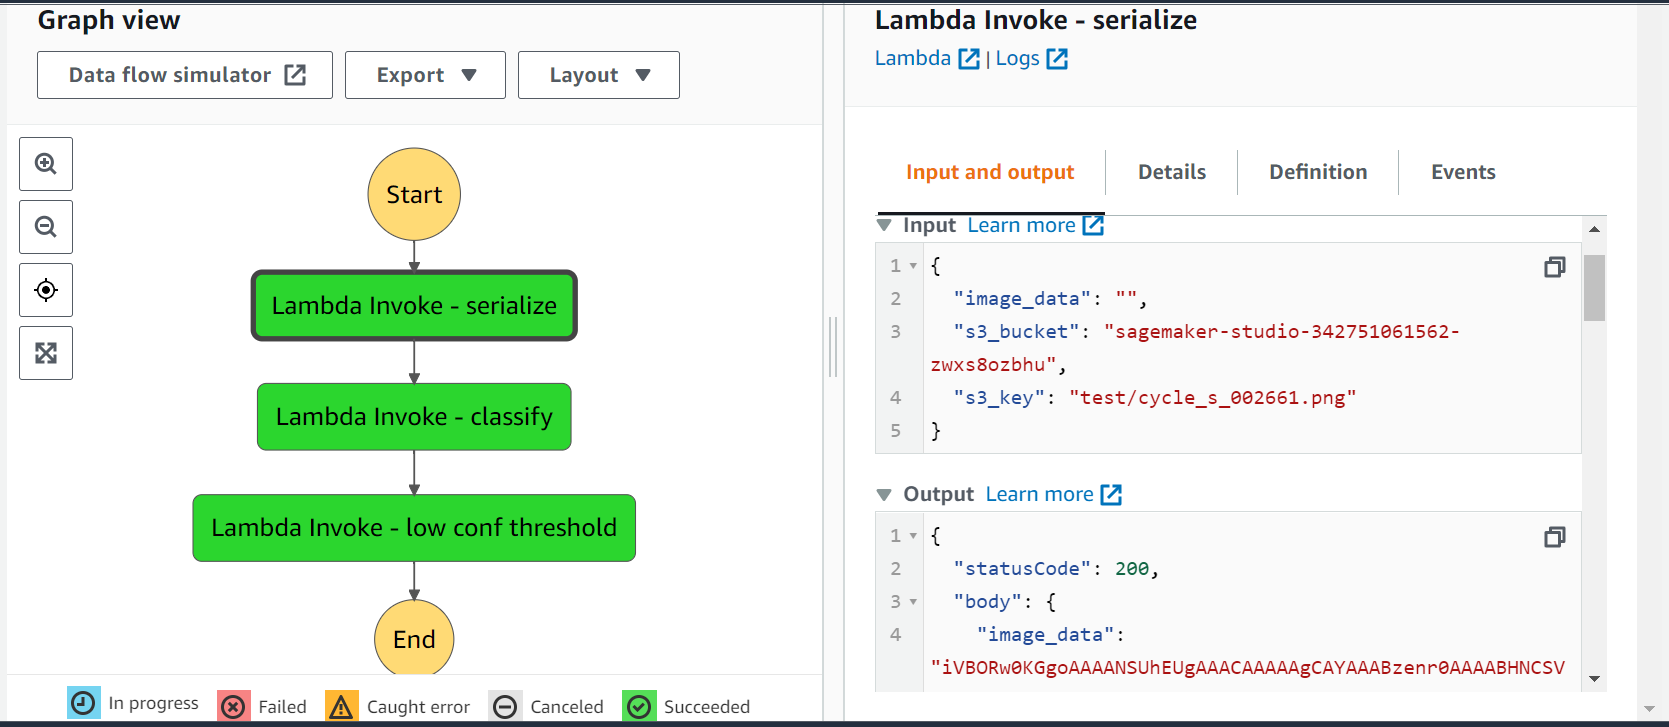 Graph view
Data flow simulator
Export
Layout
Start
Lambda Invoke - serialize
Lambda Invoke - classify
Lambda Invoke - low conf threshold
End
In progress
Failed
Caught error
Canceled
Succeeded
Lambda Invoke - serialize
Lambda | Logs
Input and output
Details
Definition
Events
Input Learn more
1 {
2 "image_data": "",
3 "s3_bucket": "sagemaker-studio-342751061562-
zwxs8ozbhu",
4 "s3_key": "test/cycle_s_002661.png"
5 }
Output Learn more
1 {
2 "statusCode": 200,
3 "body": {
4 "image_data":
"iVBORw0KGgoAAAANSUhEUgAAACAAAAAgCAYAAABzenr0AAAABHNCSV